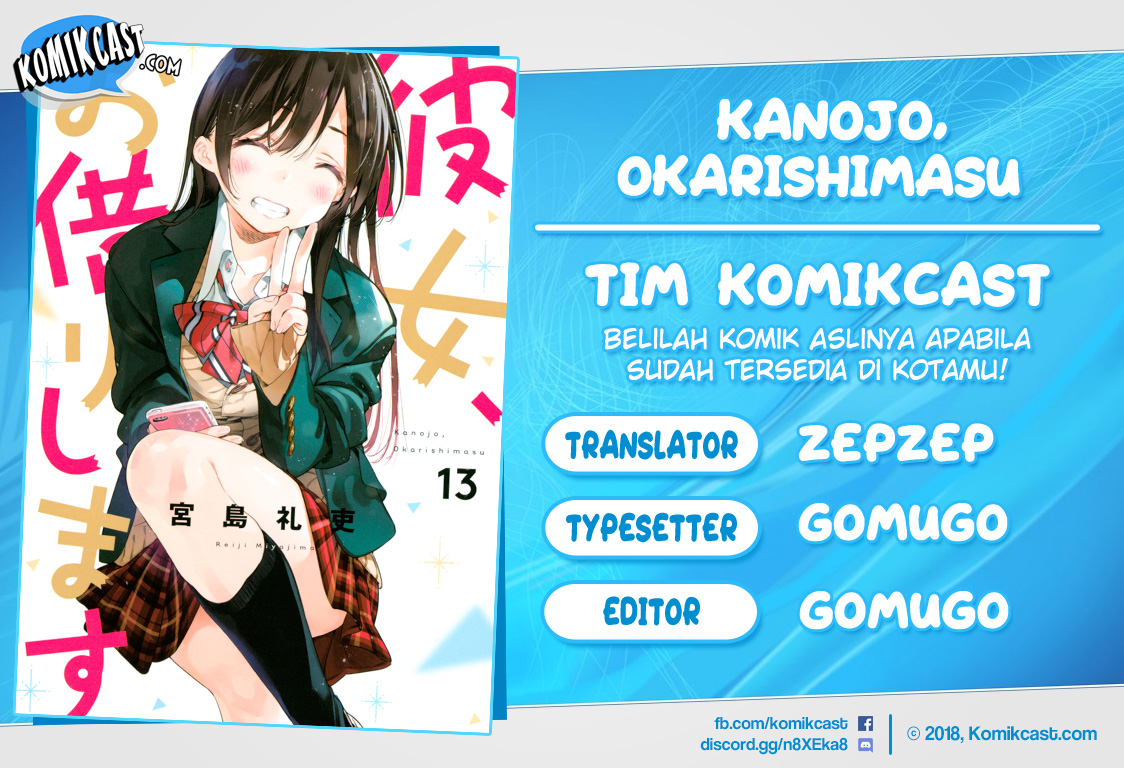 KOMIKCAST
.COM
彼女、
お借りします
Kanojo,
Okarishimasu
13
宮島礼吏
Reiji Miyajima
KANOJO,
OKARISHIMASU
TIM KOMIKCAST
BELILAH KOMIK ASLINYA APABILA
SUDAH TERSEDIA DI KOTAMU!
TRANSLATOR ZEPZEP
TYPESETTER GOMUGO
EDITOR GOMUGO
fb.com/komikcast
discord.gg/n8XEka8
© 2018, Komikcast.com